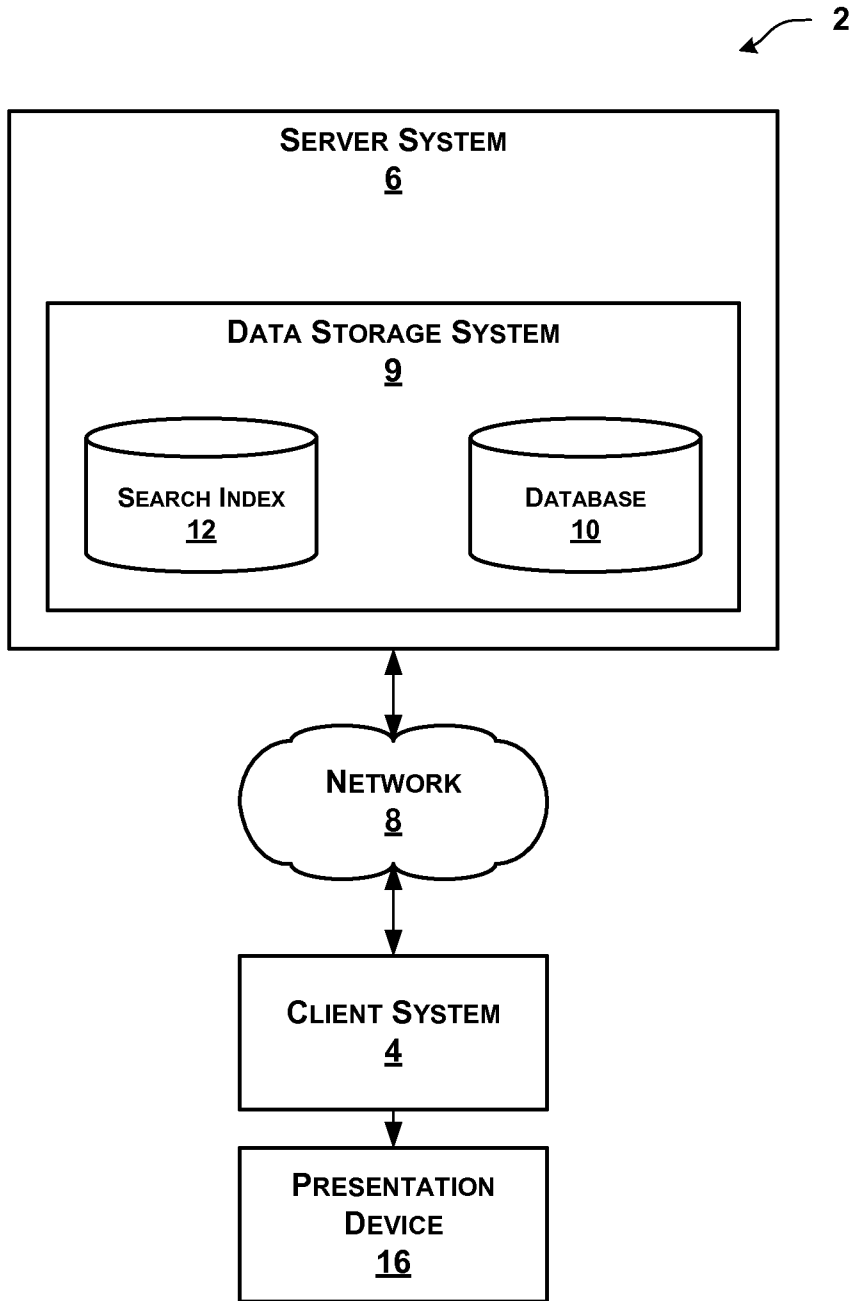 2
SERVER SYSTEM
6
DATA STORAGE SYSTEM
9
SEARCH INDEX
12
DATABASE
10
NETWORK
8
CLIENT SYSTEM
4
PRESENTATION
DEVICE
16